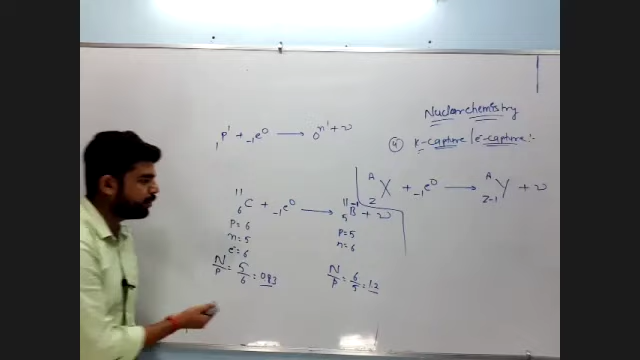 Nuclear chemistry
④ K-capture / e⁻ capture :-
₁P¹ + ₋₁e⁰ ⟶ ₀n¹ + ν
ᴬ_Z X + ₋₁e⁰ ⟶ ᴬ_Z-1 Y + ν
¹¹₆C + ₋₁e⁰ ⟶ ¹¹₅B + ν
P = 6 P = 5
n = 5 n = 6
e⁻ = 6
N/P = 5/6 = 0.83 N/P = 6/5 = 1.2